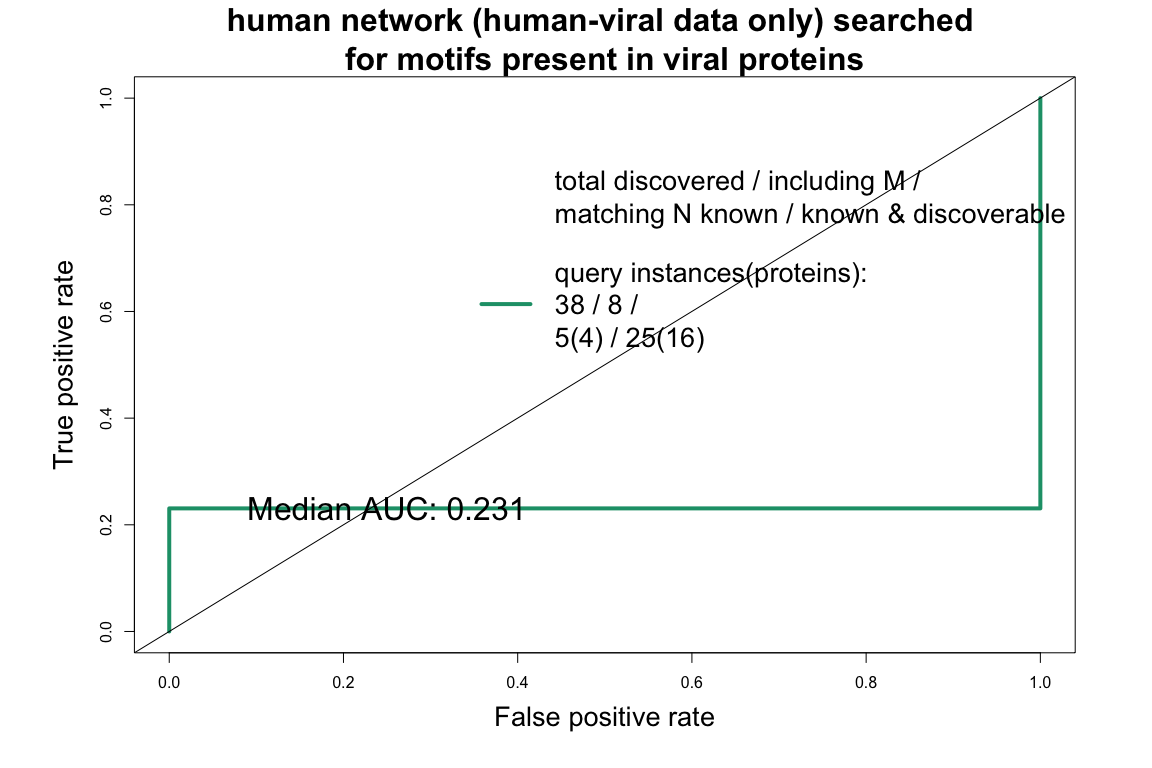 human network (human-viral data only) searched
for motifs present in viral proteins
True positive rate
1.0
0.8
0.6
0.4
0.2
0.0
total discovered / including M /
matching N known / known & discoverable
query instances(proteins):
38 / 8 /
5(4) / 25(16)
Median AUC: 0.231
0.0 0.2 0.4 0.6 0.8 1.0
False positive rate